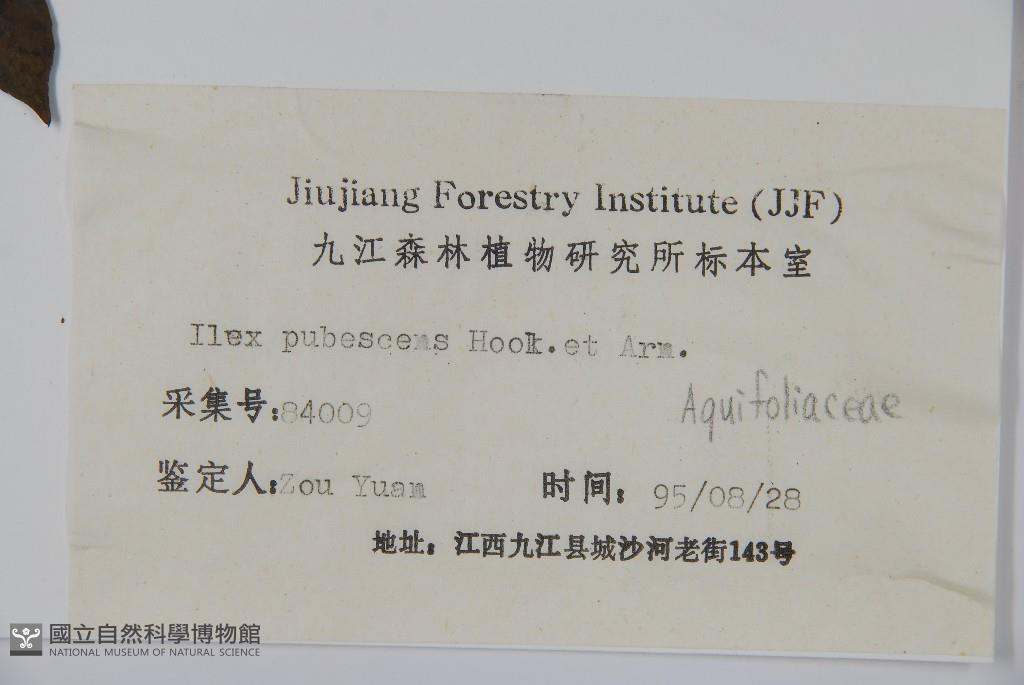 Jiujiang Forestry Institute (JJF)
九江森林植物研究所标本室
Ilex pubescens Hook. et Arn.
采集号:84009
Aquifoliaceae
鉴定人:Zou Yuan 时间: 95/08/28
地址: 江西九江县城沙河老街143号
國立自然科學博物館
NATIONAL MUSEUM OF NATURAL SCIENCE